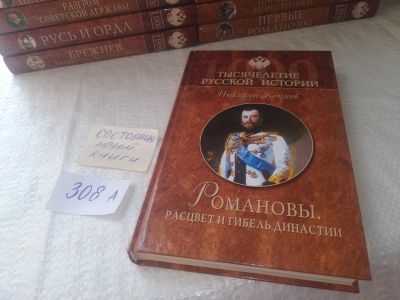 РАЗГРОМ
СОВЕТСКОЙ ДЕРЖАВЫ
РУСЬ И ОРДА
БРЕЖНЕВ
ПЕРВЫЕ
РОМАНОВЫ
ТЫСЯЧЕЛЕТИЕ
РУССКОЙ ИСТОРИИ
Николай Коняев
РОМАНОВЫ.
РАСЦВЕТ И ГИБЕЛЬ ДИНАСТИИ
СОСТОЯНИЕ
НОВОЙ
КНИГИ
308 А